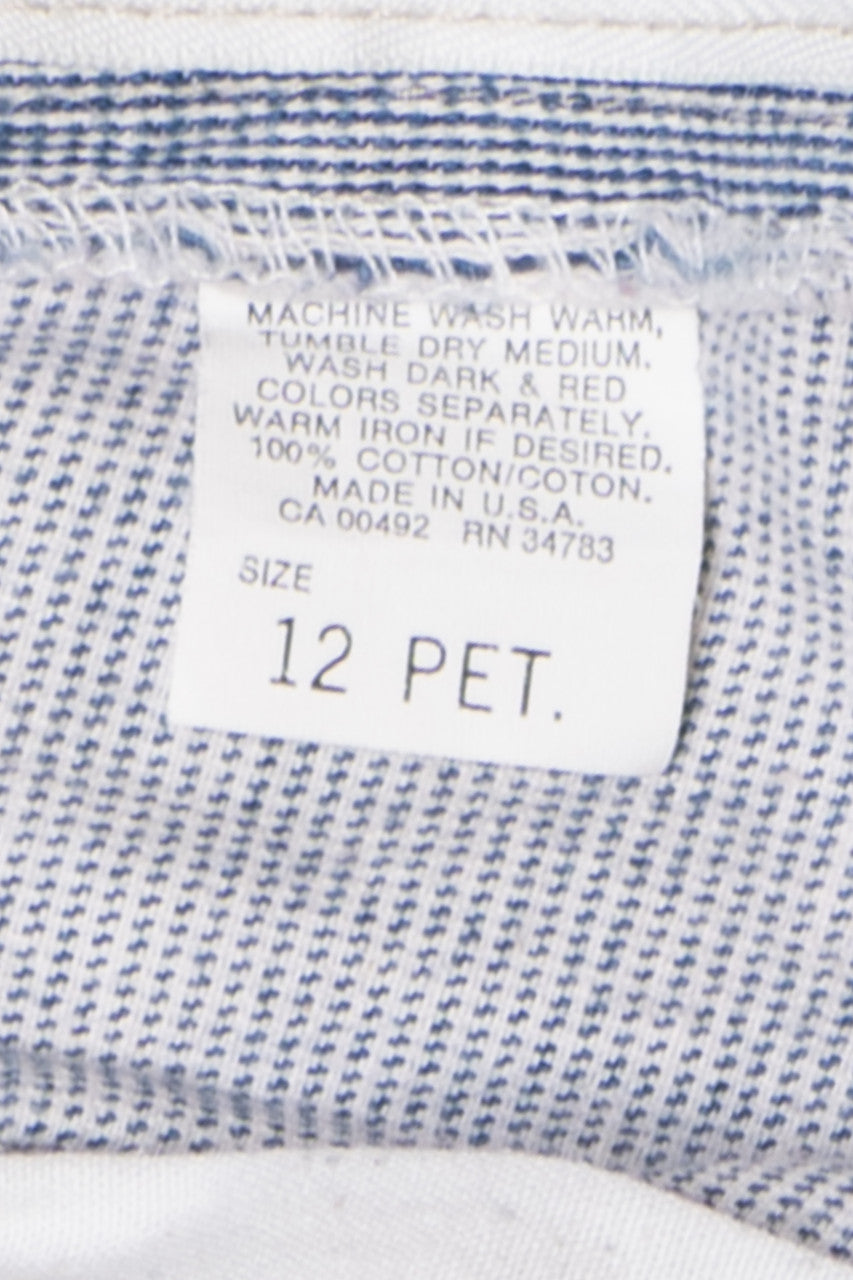 MACHINE WASH WARM,
TUMBLE DRY MEDIUM.
WASH DARK & RED
COLORS SEPARATELY.
WARM IRON IF DESIRED.
100% COTTON/COTON.
MADE IN U.S.A.
CA 00492 RN 34783
SIZE
12 PET.